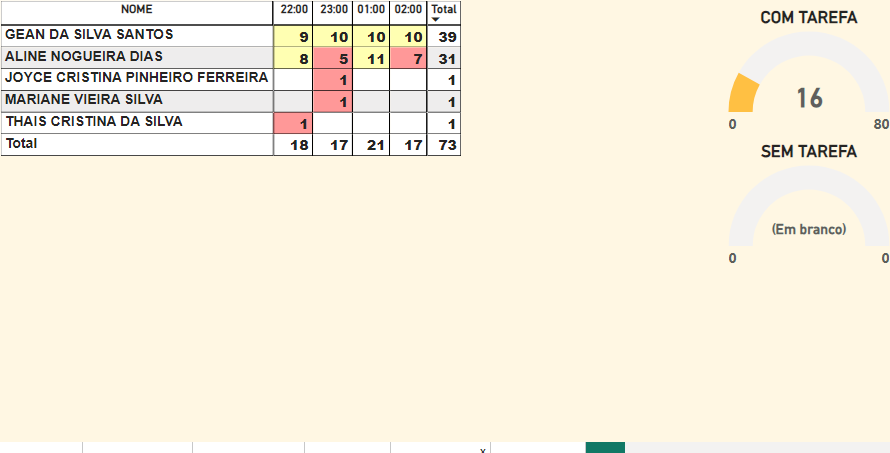 NOME 22:00 23:00 01:00 02:00 Total
GEAN DA SILVA SANTOS 9 10 10 10 39
ALINE NOGUEIRA DIAS 8 5 11 7 31
JOYCE CRISTINA PINHEIRO FERREIRA 1 1
MARIANE VIEIRA SILVA 1 1
THAIS CRISTINA DA SILVA 1 1
Total 18 17 21 17 73
COM TAREFA
16
0 80
SEM TAREFA
(Em branco)
0 0
x